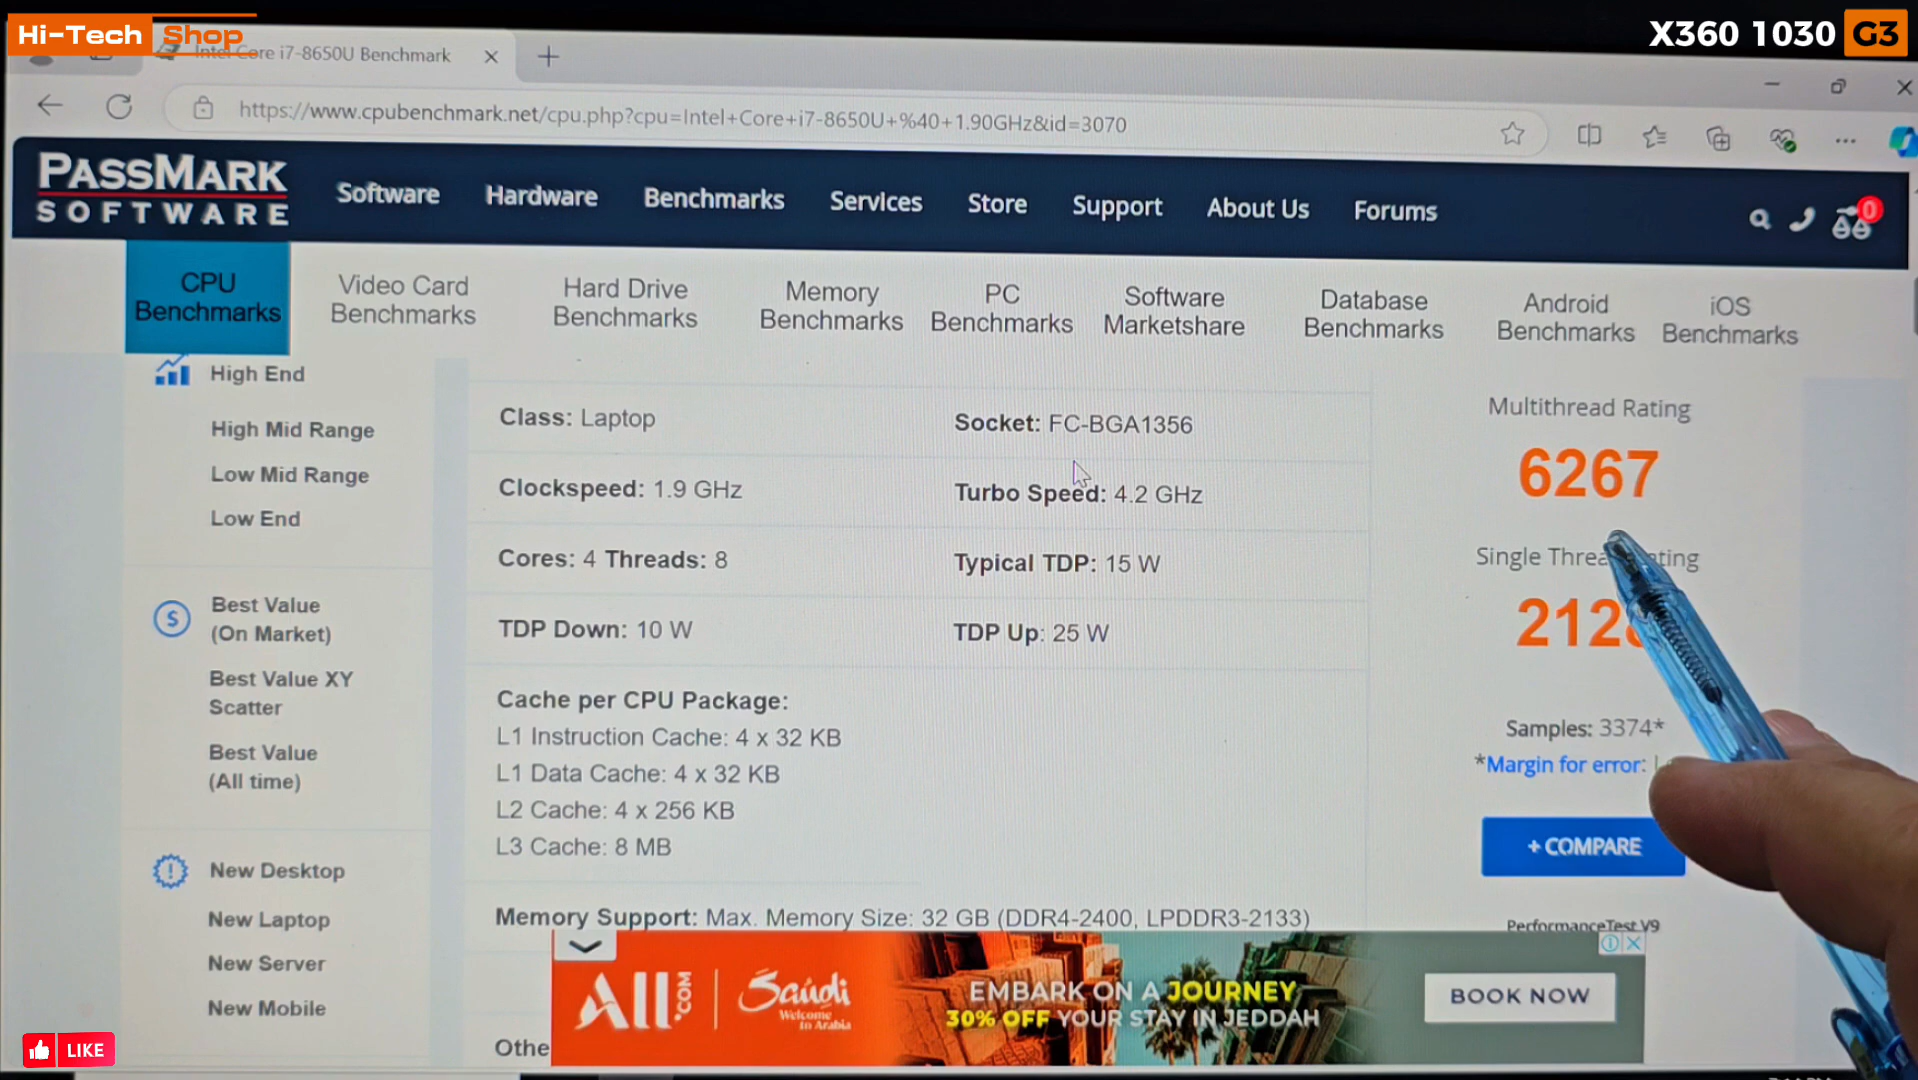 Hi-Tech Shop
X360 1030 G3
Intel Core i7-8650U Benchmark
https://www.cpubenchmark.net/cpu.php?cpu=Intel+Core+i7-8650U+%40+1.90GHz&id=3070
PASSMARK
SOFTWARE
Software
Hardware
Benchmarks
Services
Store
Support
About Us
Forums
0
CPU
Benchmarks
Video Card
Benchmarks
Hard Drive
Benchmarks
Memory
Benchmarks
PC
Benchmarks
Software
Marketshare
Database
Benchmarks
Android
Benchmarks
iOS
Benchmarks
High End
High Mid Range
Low Mid Range
Low End
Best Value
(On Market)
Best Value XY
Scatter
Best Value
(All time)
New Desktop
New Laptop
New Server
New Mobile
Class: Laptop
Socket: FC-BGA1356
Clockspeed: 1.9 GHz
Turbo Speed: 4.2 GHz
Cores: 4 Threads: 8
Typical TDP: 15 W
TDP Down: 10 W
TDP Up: 25 W
Cache per CPU Package:
L1 Instruction Cache: 4 x 32 KB
L1 Data Cache: 4 x 32 KB
L2 Cache: 4 x 256 KB
L3 Cache: 8 MB
Memory Support: Max. Memory Size: 32 GB (DDR4-2400, LPDDR3-2133)
Othe
Multithread Rating
6267
Single Threa ting
212
Samples: 3374*
*Margin for error:
+ COMPARE
PerformanceTest V9
ALL.COM
Saudi
Welcome
to Arabia
EMBARK ON A JOURNEY
30% OFF YOUR STAY IN JEDDAH
BOOK NOW
LIKE